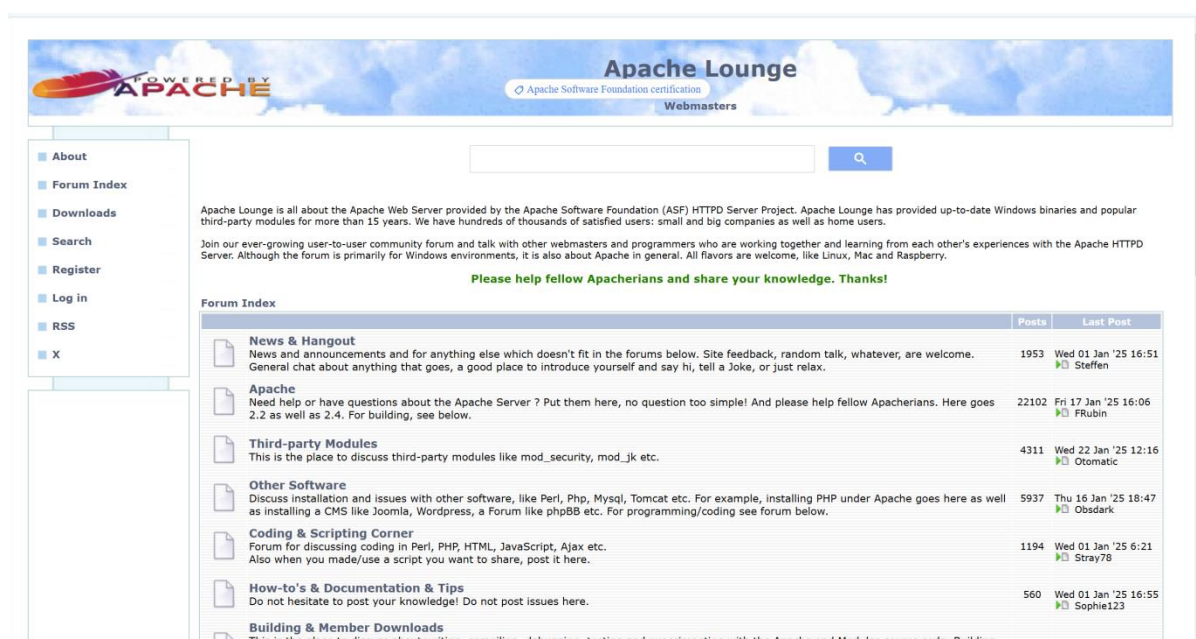 POWERED BY
APACHE
Apache Lounge
Apache Software Foundation certification
Webmasters
About
Forum Index
Downloads
Search
Register
Log in
RSS
X
Apache Lounge is all about the Apache Web Server provided by the Apache Software Foundation (ASF) HTTPD Server Project. Apache Lounge has provided up-to-date Windows binaries and popular
third-party modules for more than 15 years. We have hundreds of thousands of satisfied users: small and big companies as well as home users.
Join our ever-growing user-to-user community forum and talk with other webmasters and programmers who are working together and learning from each other's experiences with the Apache HTTPD
Server. Although the forum is primarily for Windows environments, it is also about Apache in general. All flavors are welcome, like Linux, Mac and Raspberry.
Please help fellow Apacherians and share your knowledge. Thanks!
Forum Index
Posts Last Post
News & Hangout
News and announcements and for anything else which doesn't fit in the forums below. Site feedback, random talk, whatever, are welcome.
General chat about anything that goes, a good place to introduce yourself and say hi, tell a Joke, or just relax.
1953 Wed 01 Jan '25 16:51
Steffen
Apache
Need help or have questions about the Apache Server ? Put them here, no question too simple! And please help fellow Apacherians. Here goes
2.2 as well as 2.4. For building, see below.
22102 Fri 17 Jan '25 16:06
FRubin
Third-party Modules
This is the place to discuss third-party modules like mod_security, mod_jk etc.
4311 Wed 22 Jan '25 12:16
Otomatic
Other Software
Discuss installation and issues with other software, like Perl, Php, Mysql, Tomcat etc. For example, installing PHP under Apache goes here as well
as installing a CMS like Joomla, Wordpress, a Forum like phpBB etc. For programming/coding see forum below.
5937 Thu 16 Jan '25 18:47
Obsdark
Coding & Scripting Corner
Forum for discussing coding in Perl, PHP, HTML, JavaScript, Ajax etc.
Also when you made/use a script you want to share, post it here.
1194 Wed 01 Jan '25 6:21
Stray78
How-to's & Documentation & Tips
Do not hesitate to post your knowledge! Do not post issues here.
560 Wed 01 Jan '25 16:55
Sophie123
Building & Member Downloads